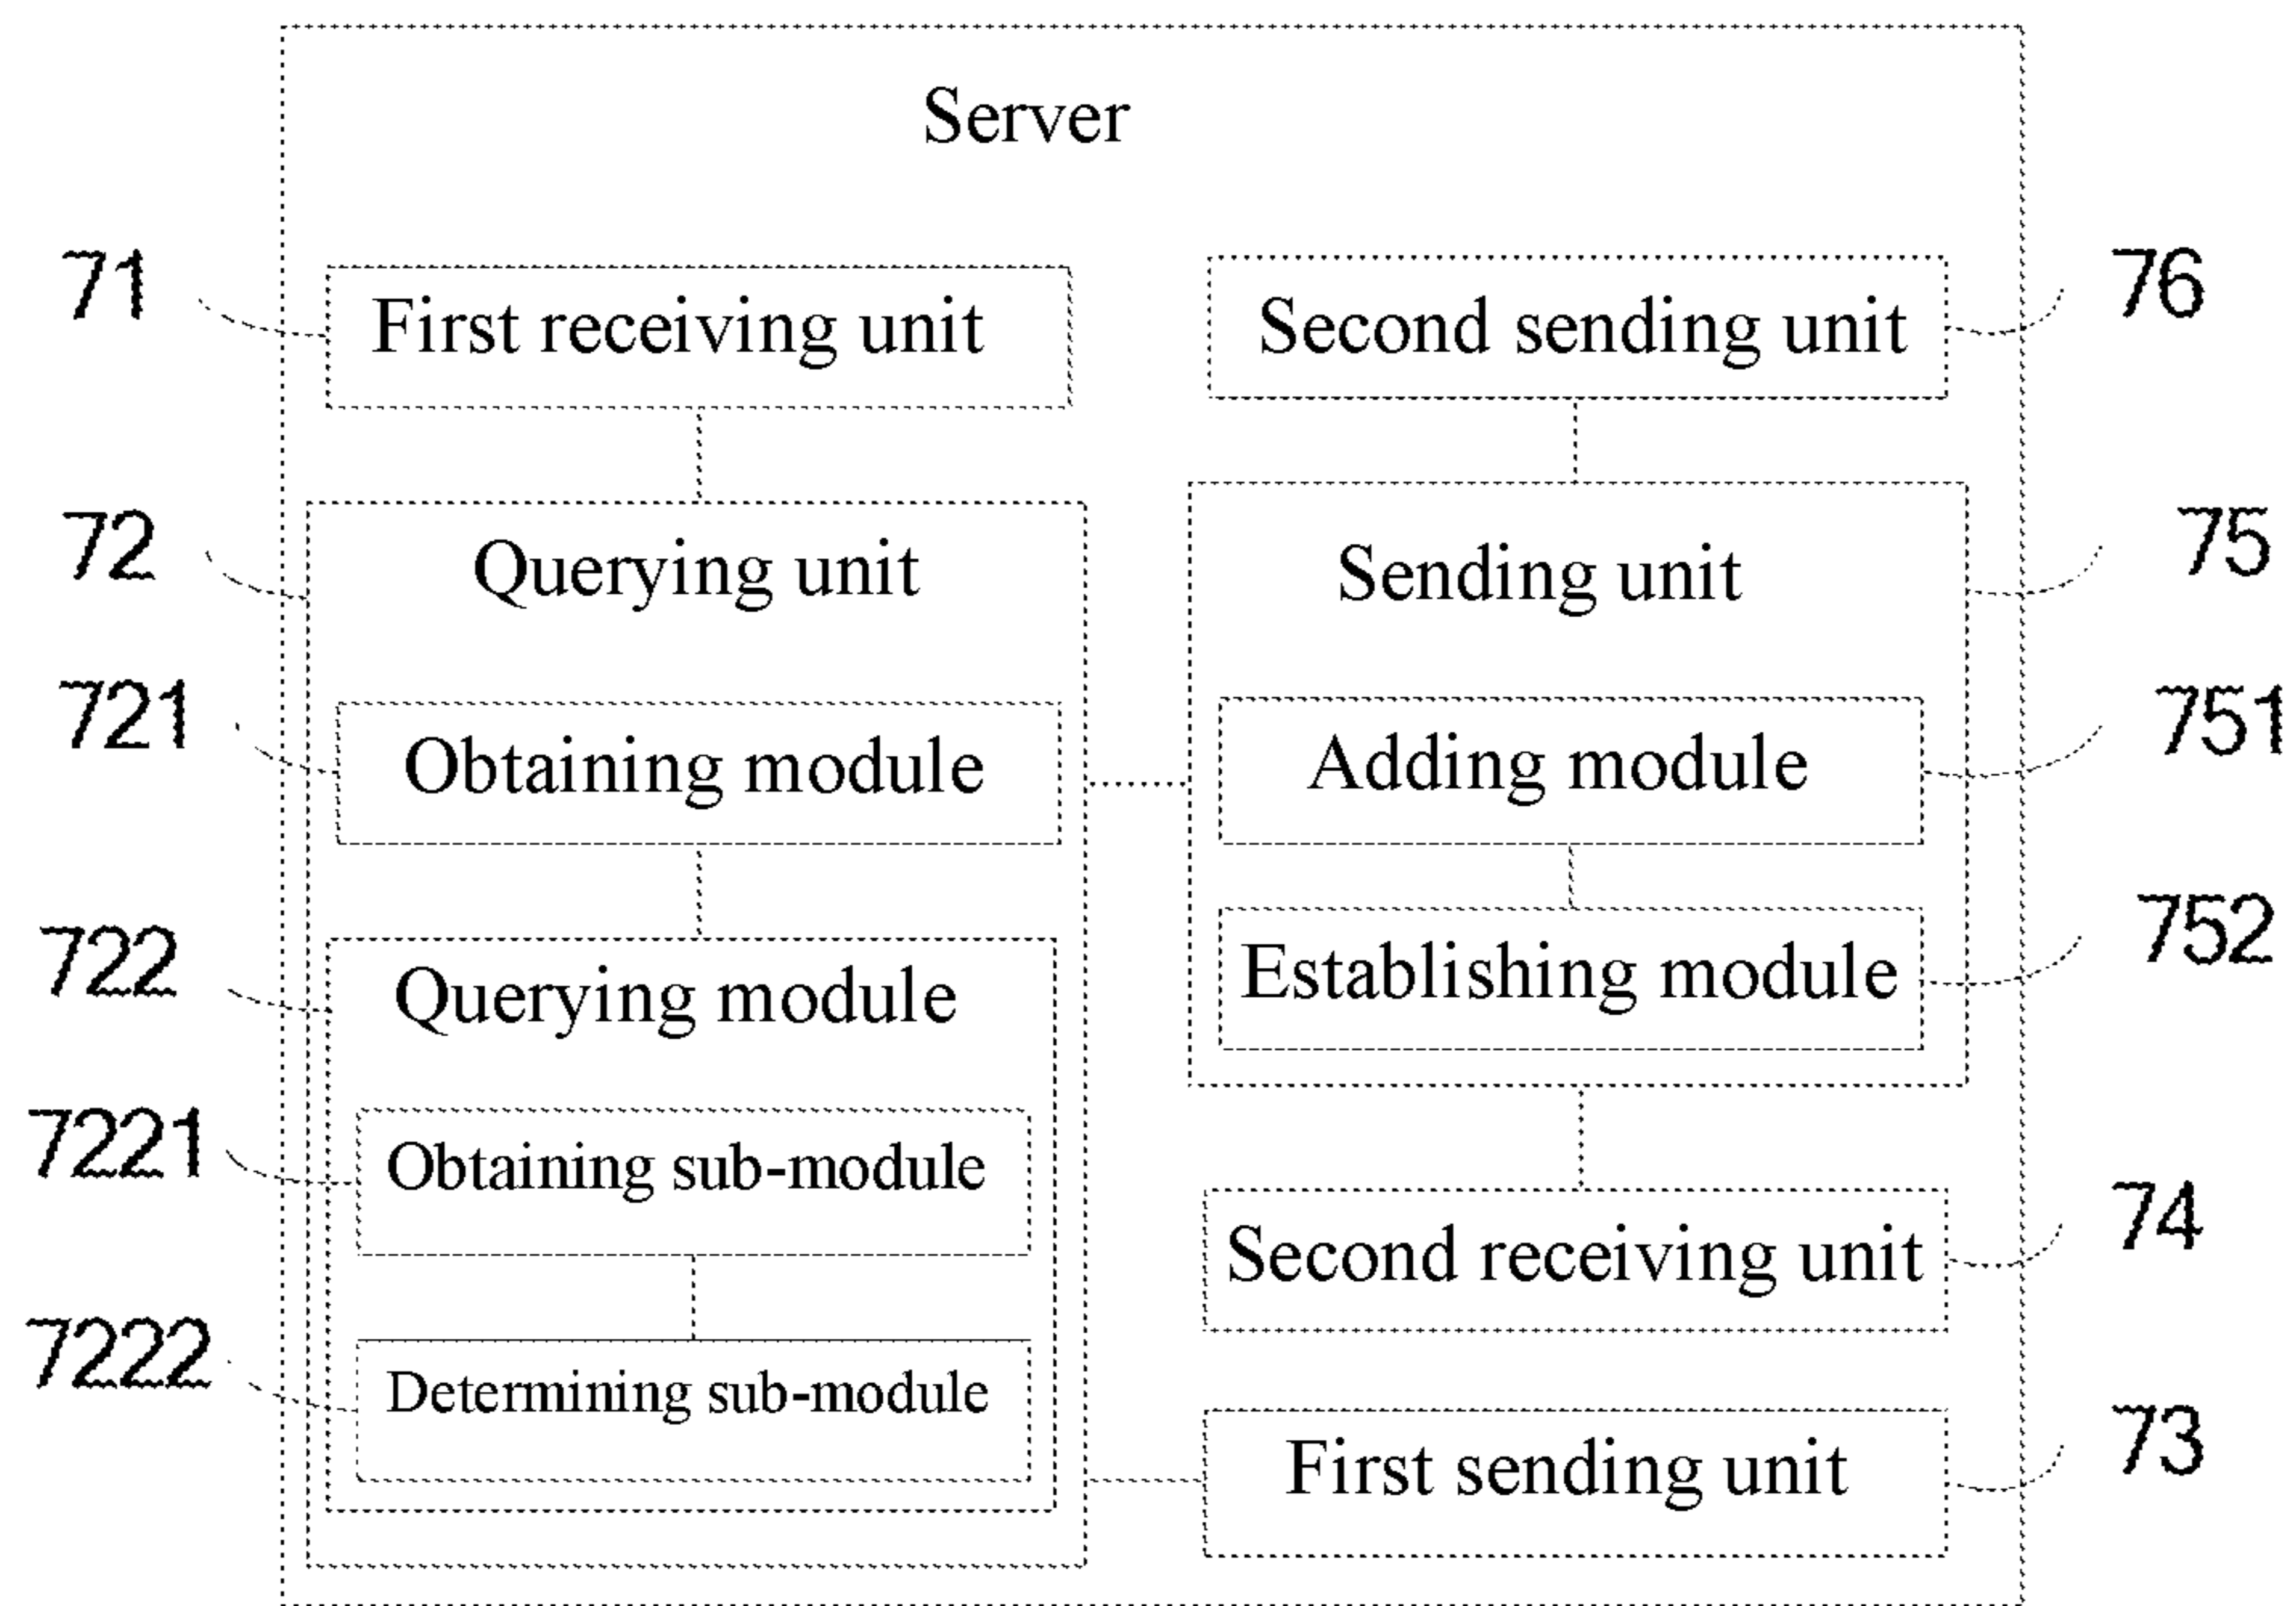 Server
71
First receiving unit
Second sending unit
76
72
Querying unit
Sending unit
75
721
Obtaining module
Adding module
751
722
Querying module
Establishing module
752
7221
Obtaining sub-module
Second receiving unit
74
7222
Determining sub-module
First sending unit
73